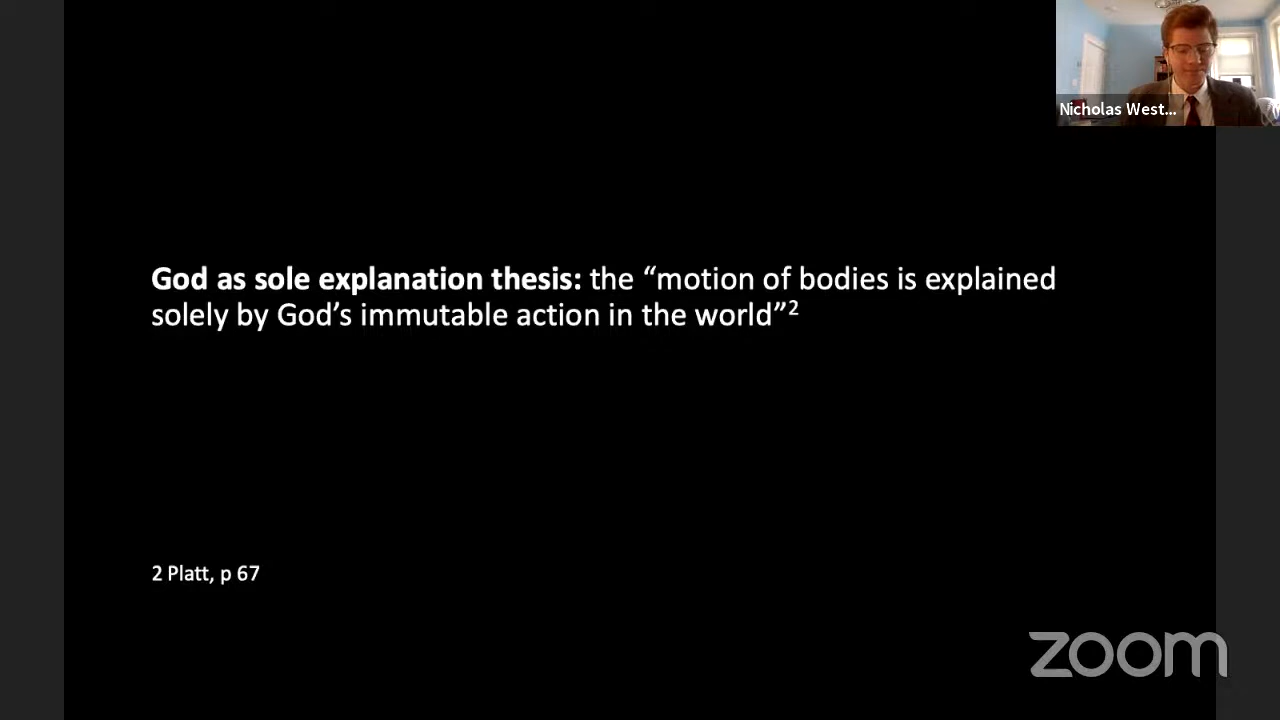 Nicholas West...
God as sole explanation thesis: the “motion of bodies is explained
solely by God’s immutable action in the world”²
2 Platt, p 67
zoom